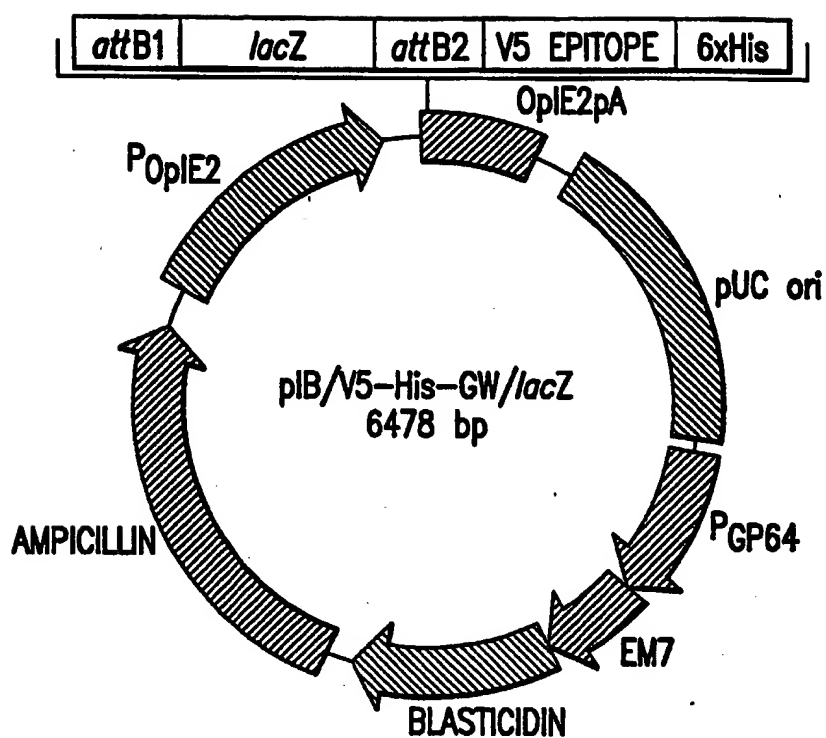 attB1 lacZ attB2 V5 EPITOPE 6xHis
OpIE2pA
POpIE2
pUC ori
pIB/V5-His-GW/lacZ
6478 bp
PGP64
AMPICILLIN
EM7
BLASTICIDIN